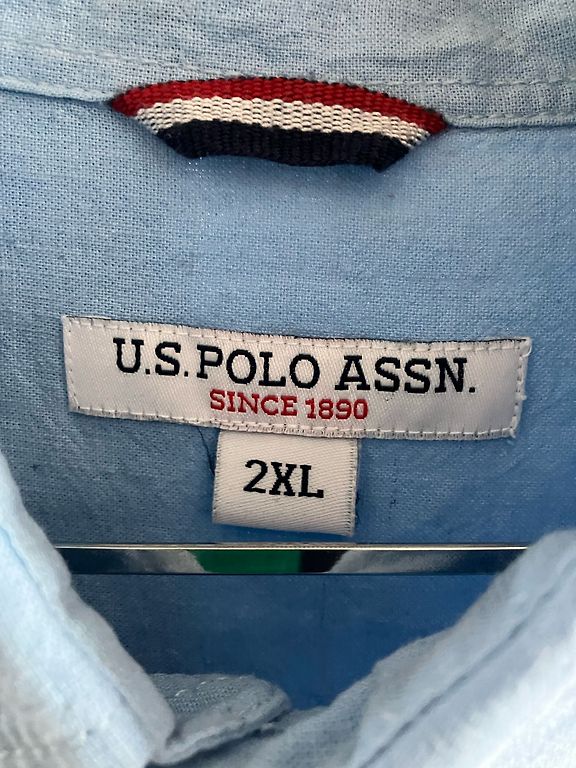 U.S. POLO ASSN.
SINCE 1890
2XL